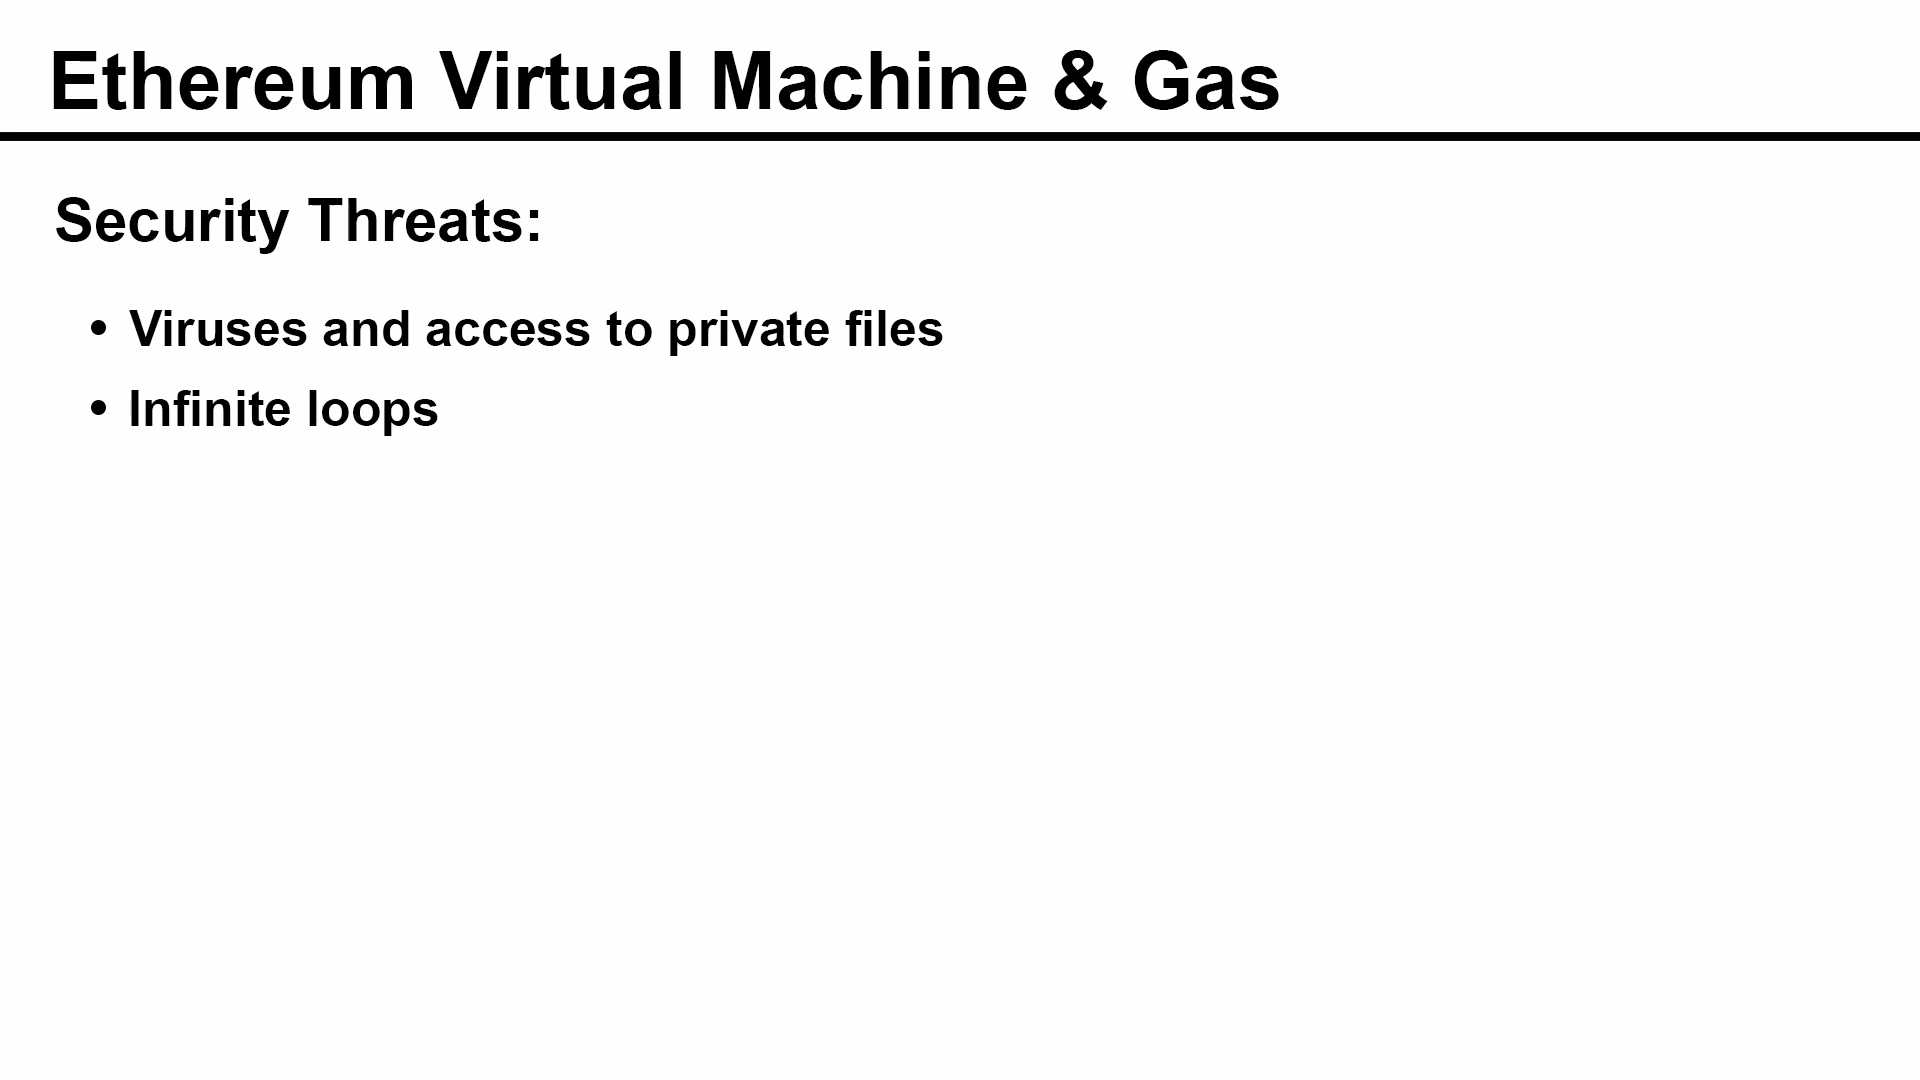 Ethereum Virtual Machine & Gas
Security Threats:
• Viruses and access to private files
• Infinite loops